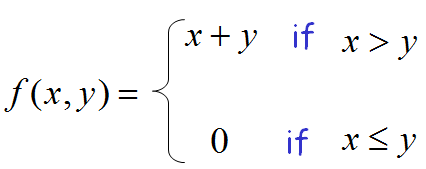 x + y if x > y
f(x, y) =
0 if x ≤ y